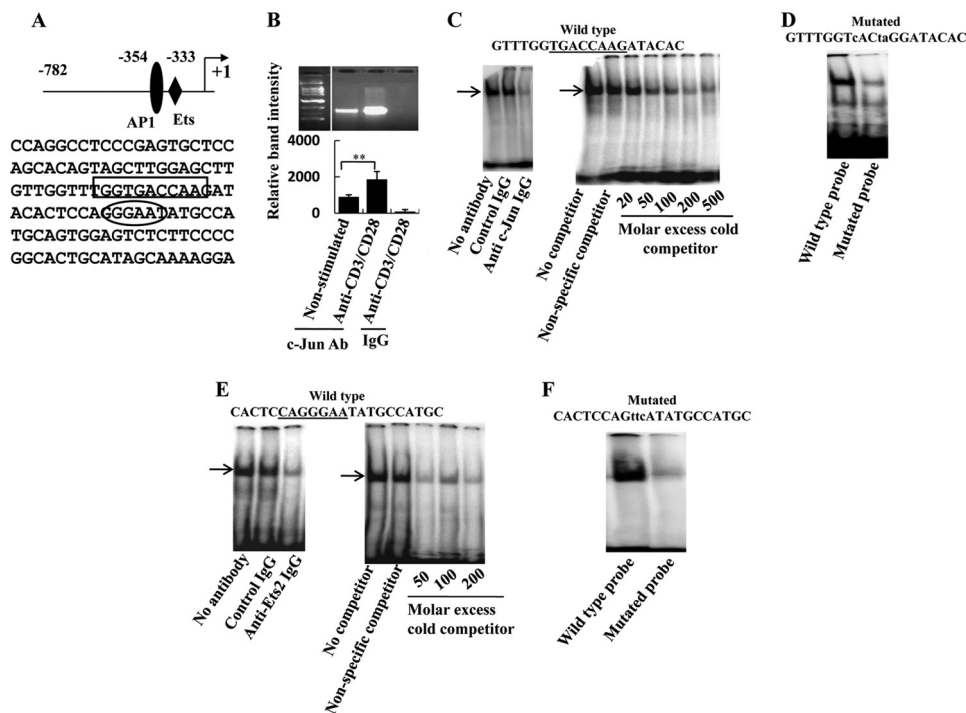 A
-782
-354
-333
+1
AP1
Ets
CCAGGCCTCCCGAGTGCTCC
AGCACAGTAGCTTGGAGCTT
GTTGGTTTGGTGACCAAGAT
ACACTCCAGGGAATATGCCA
TGCAGTGGAGTCTCTTCCCC
GGCACTGCATAGCAAAAGGA
B
Relative band intensity
4000
2000
0
**
Non-stimulated
Anti-CD3/CD28
Anti-CD3/CD28
c-Jun Ab
IgG
C
Wild type
GTTTGGTGACCAAGATACAC
No antibody
Control IgG
Anti c-Jun IgG
No competitor
Non-specific competitor
20
50
100
200
500
Molar excess cold
competitor
D
Mutated
GTTTGGTcACtaGGATACAC
Wild type probe
Mutated probe
E
Wild type
CACTCCAGGGAATATGCCATGC
No antibody
Control IgG
Anti-Ets2 IgG
No competitor
Non-specific competitor
50
100
200
Molar excess
cold competitor
F
Mutated
CACTCCAGttcATATGCCATGC
Wild type probe
Mutated probe